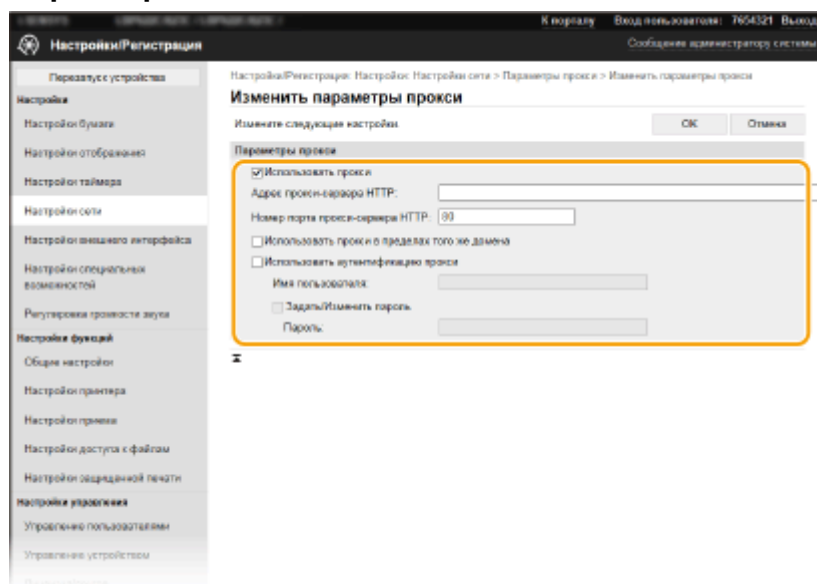 К порталу Вход пользователя: 7654321 Выход
Настройки/Регистрация
Сообщение администратору системы
Перезапуск устройства
Настройки
Настройки бумаги
Настройки отображения
Настройки таймера
Настройки сети
Настройки внешнего интерфейса
Настройки специальных
возможностей
Регулировка громкости звука
Настройки функций
Общие настройки
Настройки принтера
Настройки приема
Настройки доступа к файлам
Настройки защищенной печати
Настройки управления
Управление пользователями
Управление устройством
Настройки/Регистрация: Настройки: Настройки сети > Параметры прокси > Изменить параметры прокси
Изменить параметры прокси
Измените следующие настройки.
OK Отмена
Параметры прокси
Использовать прокси
Адрес прокси-сервера HTTP:
Номер порта прокси-сервера HTTP: 80
Использовать прокси в пределах того же домена
Использовать аутентификацию прокси
Имя пользователя:
Задать/Изменить пароль
Пароль: